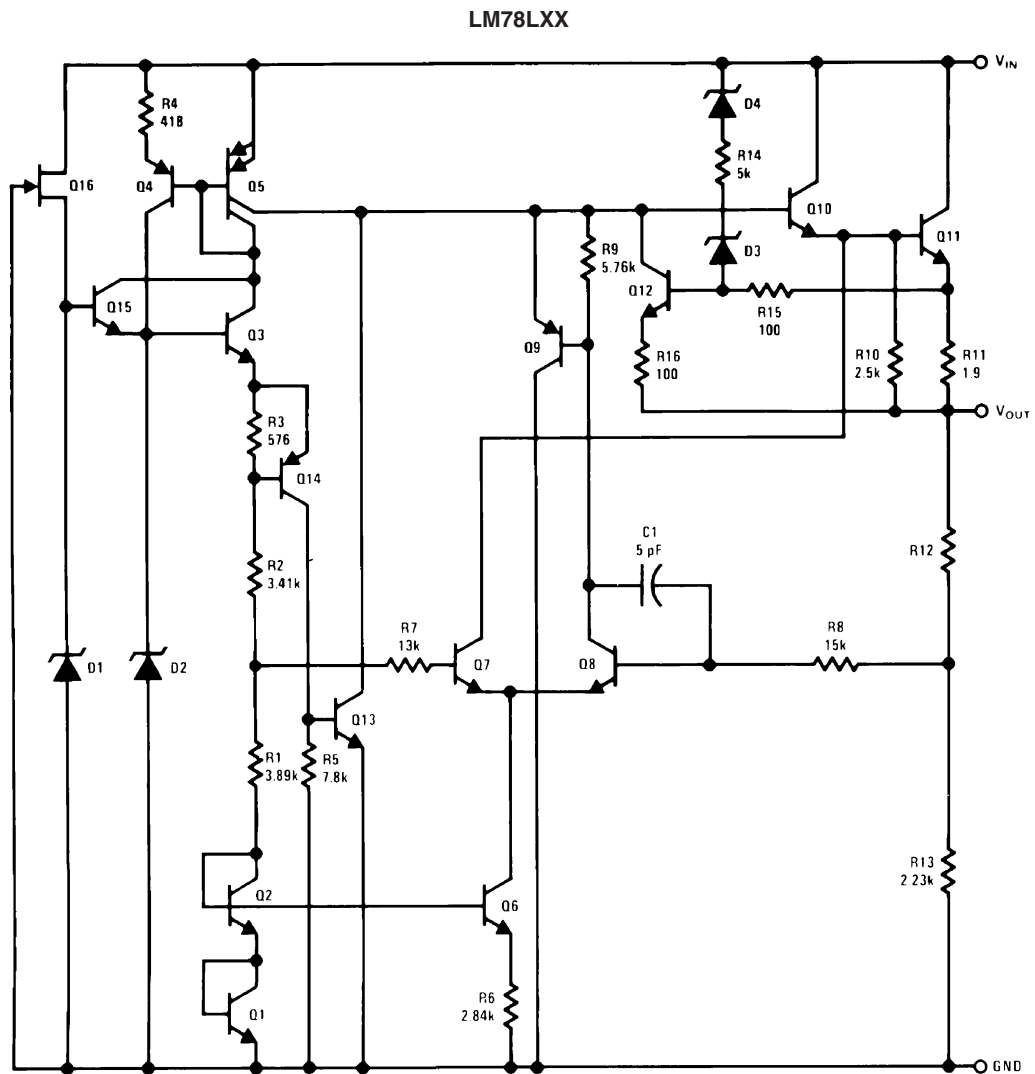 LM78LXX
VIN
R4
418
D4
R14
5k
Q16
Q4
Q5
Q10
Q11
R9
5.76k
D3
Q12
Q15
Q3
R15
100
Q9
R16
100
R10
2.5k
R11
1.9
R3
576
VOUT
Q14
C1
5 pF
R12
R2
3.41k
R7
13k
R8
15k
D1
D2
Q7
Q8
Q13
R1
3.89k
R5
7.8k
R13
2.23k
Q2
Q6
R6
2.84k
Q1
GND